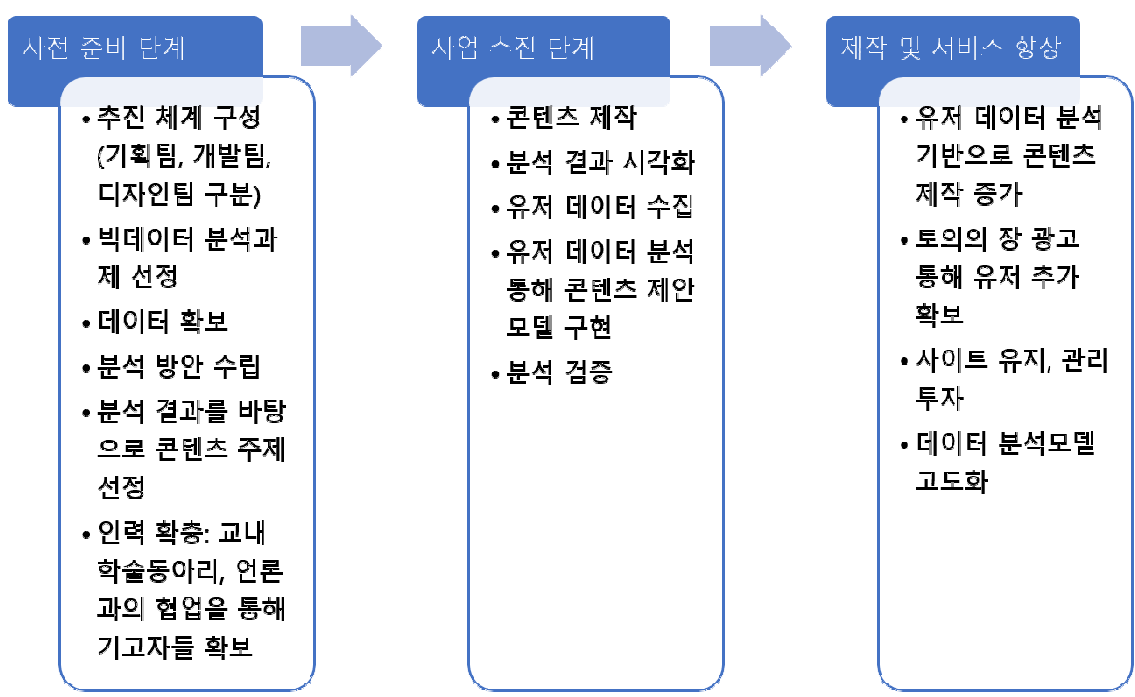 사전 준비 단계
• 추진 체계 구성
(기획팀, 개발팀,
디자인팀 구분)
• 빅데이터 분석과
제 선정
• 데이터 확보
• 분석 방안 수립
• 분석 결과를 바탕
으로 콘텐츠 주제
선정
• 인력 확충: 교내
학술동아리, 언론
과의 협업을 통해
기고자들 확보
사업 추진 단계
• 콘텐츠 제작
• 분석 결과 시각화
• 유저 데이터 수집
• 유저 데이터 분석
통해 콘텐츠 제안
모델 구현
• 분석 검증
제작 및 서비스 향상
• 유저 데이터 분석
기반으로 콘텐츠
제작 증가
• 토의의 장 광고
통해 유저 추가
확보
• 사이트 유지, 관리
투자
• 데이터 분석모델
고도화